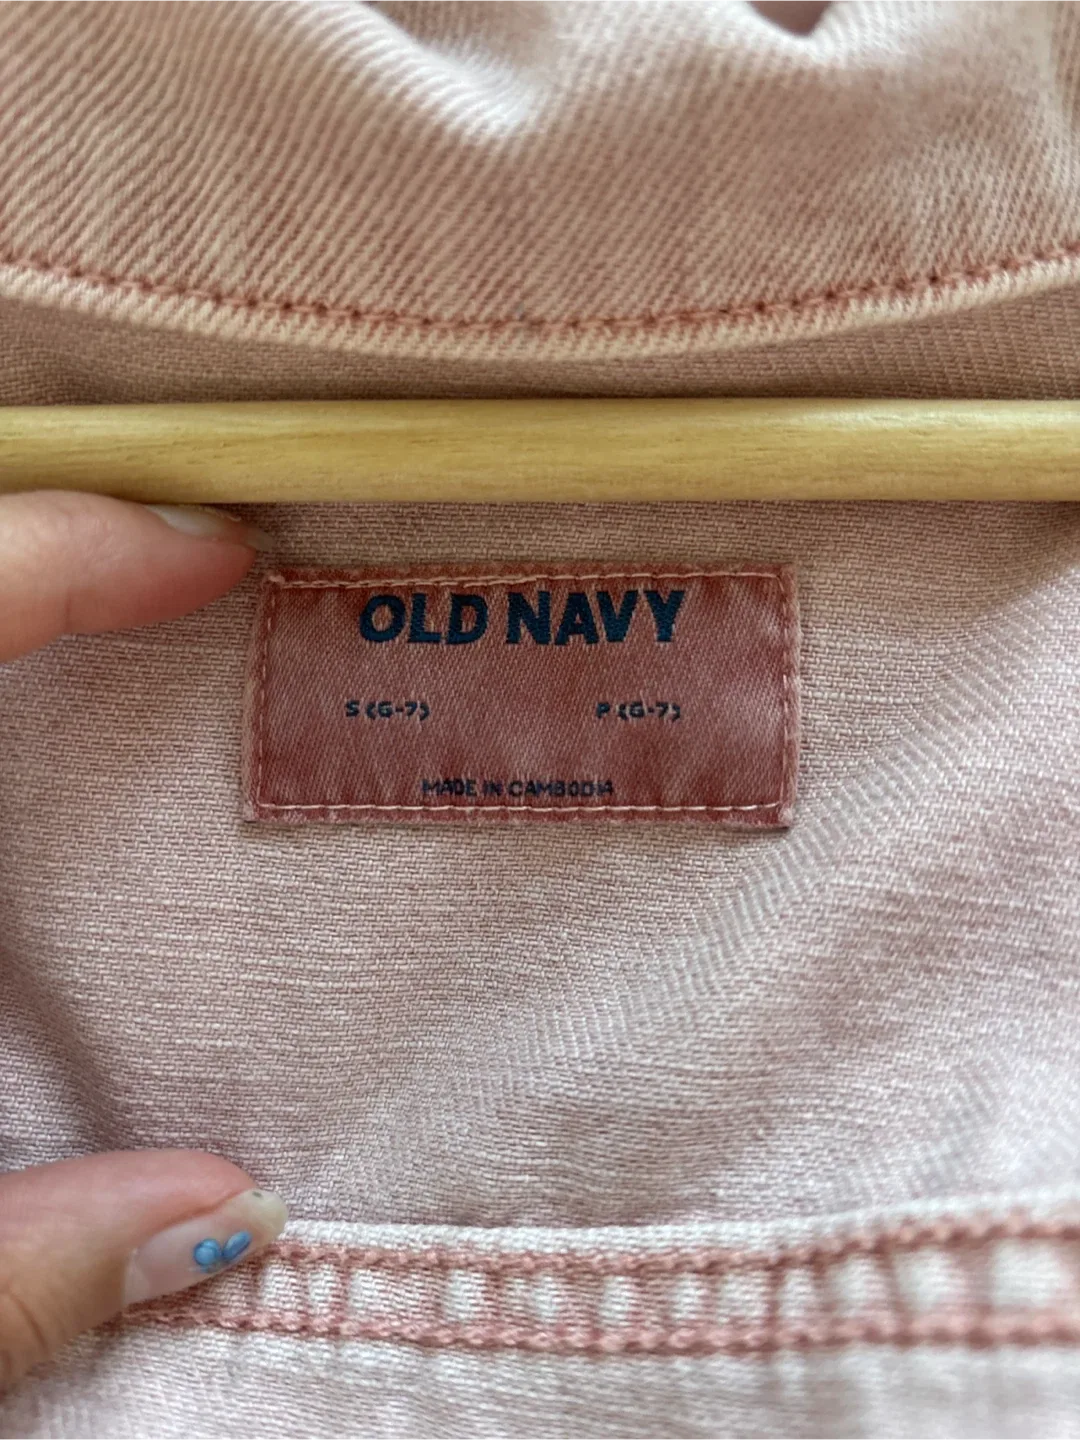 OLD NAVY
S (6-7) P (6-7)
MADE IN CAMBODIA